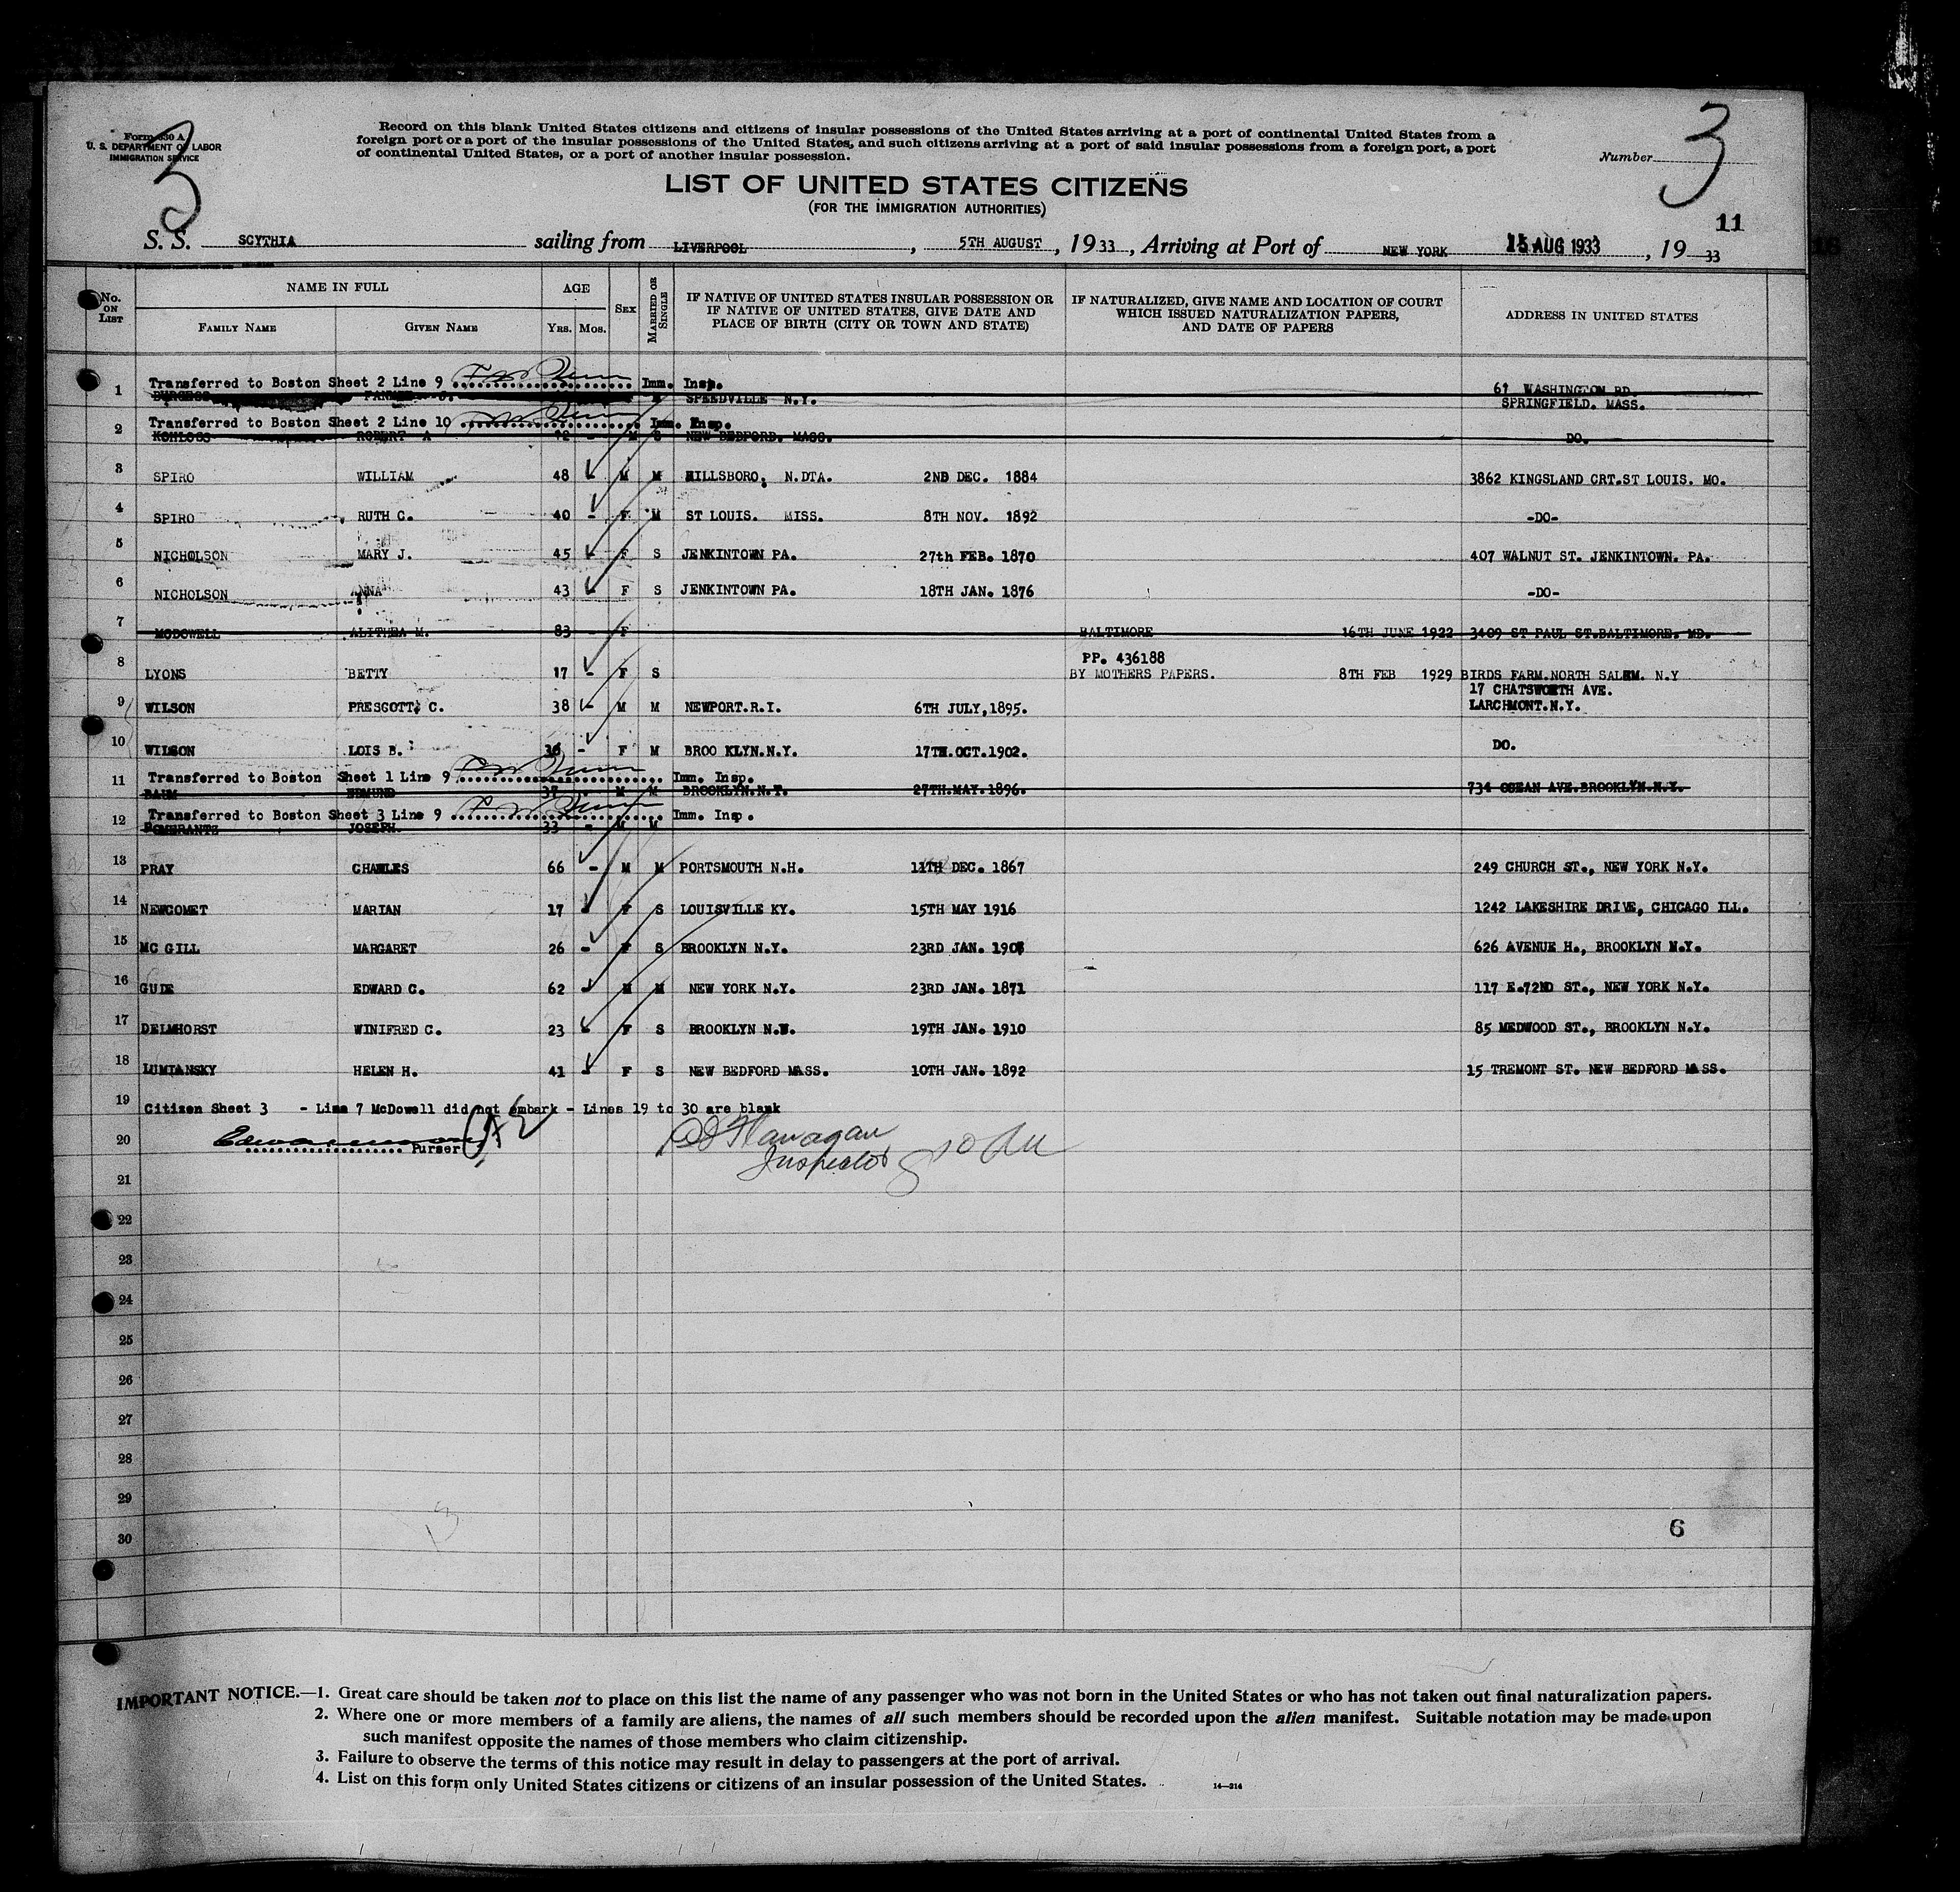 Form 630 A
U. S. DEPARTMENT OF LABOR
IMMIGRATION SERVICE
3
Record on this blank United States citizens and citizens of insular possessions of the United States arriving at a port of continental United States from a
foreign port or a port of the insular possessions of the United States, and such citizens arriving at a port of said insular possessions from a foreign port, a port
of continental United States, or a port of another insular possession.
Number 3
LIST OF UNITED STATES CITIZENS
(FOR THE IMMIGRATION AUTHORITIES)
11
S. S. SCYTHIA sailing from LIVERPOOL, 5TH AUGUST, 1933, Arriving at Port of NEW YORK 15 AUG 1933, 19 33
No. ON LIST NAME IN FULL AGE SEX MARRIED OR SINGLE IF NATIVE OF UNITED STATES INSULAR POSSESSION OR IF NATIVE OF UNITED STATES, GIVE DATE AND PLACE OF BIRTH (CITY OR TOWN AND STATE) IF NATURALIZED, GIVE NAME AND LOCATION OF COURT WHICH ISSUED NATURALIZATION PAPERS, AND DATE OF PAPERS ADDRESS IN UNITED STATES
FAMILY NAME GIVEN NAME YRS. MOS.
Transferred to Boston Sheet 2 Line 9 Imm. Insp.
1 BURGESS SPEEDVILLE N.Y. 61 WASHINGTON RD.
SPRINGFIELD. MASS.
Transferred to Boston Sheet 2 Line 10 Imm. Insp.
2 KOHLOSS ROBERT A 12 - M S NEW BEDFORD. MASS. DO.
3 SPIRO WILLIAM 48 - M M HILLSBORO, N.DTA. 2ND DEC. 1884 3862 KINGSLAND CRT.ST LOUIS. MO.
4 SPIRO RUTH C. 40 - F M ST LOUIS. MISS. 8TH NOV. 1892 -DO-
5 NICHOLSON MARY J. 45 - F S JENKINTOWN PA. 27th FEB. 1870 407 WALNUT ST. JENKINTOWN. PA.
6 NICHOLSON ANNA 43 - F S JENKINTOWN PA. 18TH JAN. 1876 -DO-
7 MCDOWELL ALITHEA M. 83 - F BALTIMORE 16TH JUNE 1922 3409 ST PAUL ST.BALTIMORE. MD.
PP. 436188
8 LYONS BETTY 17 - F S BY MOTHERS PAPERS. 8TH FEB 1929 BIRDS FARM.NORTH SALEM. N.Y
17 CHATSWORTH AVE.
9 WILSON PRESCOTT. C. 38 - M M NEWPORT.R.I. 6TH JULY,1895. LARCHMONT.N.Y.
10 WILSON LOIS B. 36 - F M BROO KLYN.N.Y. 17TH.OCT.1902. DO.
Transferred to Boston Sheet 1 Line 9 Imm. Insp.
11 BAUM EDMUND 37 - M M BROOKLYN.N.Y. 27TH.MAY.1896. 734 OCEAN AVE.BROOKLYN.N.Y.
Transferred to Boston Sheet 3 Line 9 Imm. Insp.
12 POMERANTZ JOSEPH. 33 - M M
13 PRAY CHARLES 66 - M M PORTSMOUTH N.H. 11TH DEC. 1867 249 CHURCH ST., NEW YORK N.Y.
14 NEWCOMET MARIAN 17 - F S LOUISVILLE KY. 15TH MAY 1916 1242 LAKESHIRE DRIVE, CHICAGO ILL.
15 MC GILL MARGARET 26 - F S BROOKLYN N.Y. 23RD JAN. 626 AVENUE H., BROOKLYN N.Y.
16 GUDE EDWARD C. 62 - M M NEW YORK N.Y. 23RD JAN. 1871 117 E.72ND ST., NEW YORK N.Y.
17 DELMHORST WINIFRED C. 23 - F S BROOKLYN N.Y. 19TH JAN. 1910 85 MEDWOOD ST., BROOKLYN N.Y.
18 LUMIANSKY HELEN H. 41 - F S NEW BEDFORD MASS. 10TH JAN. 1892 15 TREMONT ST. NEW BEDFORD MASS.
19 Citizen Sheet 3 - Line 7 McDowell did not embark - Lines 19 to 30 are blank
20 Purser Flanagan
Inspector
21
22
23
24
25
26
27
28
29
30 6
IMPORTANT NOTICE.—1. Great care should be taken not to place on this list the name of any passenger who was not born in the United States or who has not taken out final naturalization papers.
2. Where one or more members of a family are aliens, the names of all such members should be recorded upon the alien manifest. Suitable notation may be made upon
such manifest opposite the names of those members who claim citizenship.
3. Failure to observe the terms of this notice may result in delay to passengers at the port of arrival.
4. List on this form only United States citizens or citizens of an insular possession of the United States.
14—214